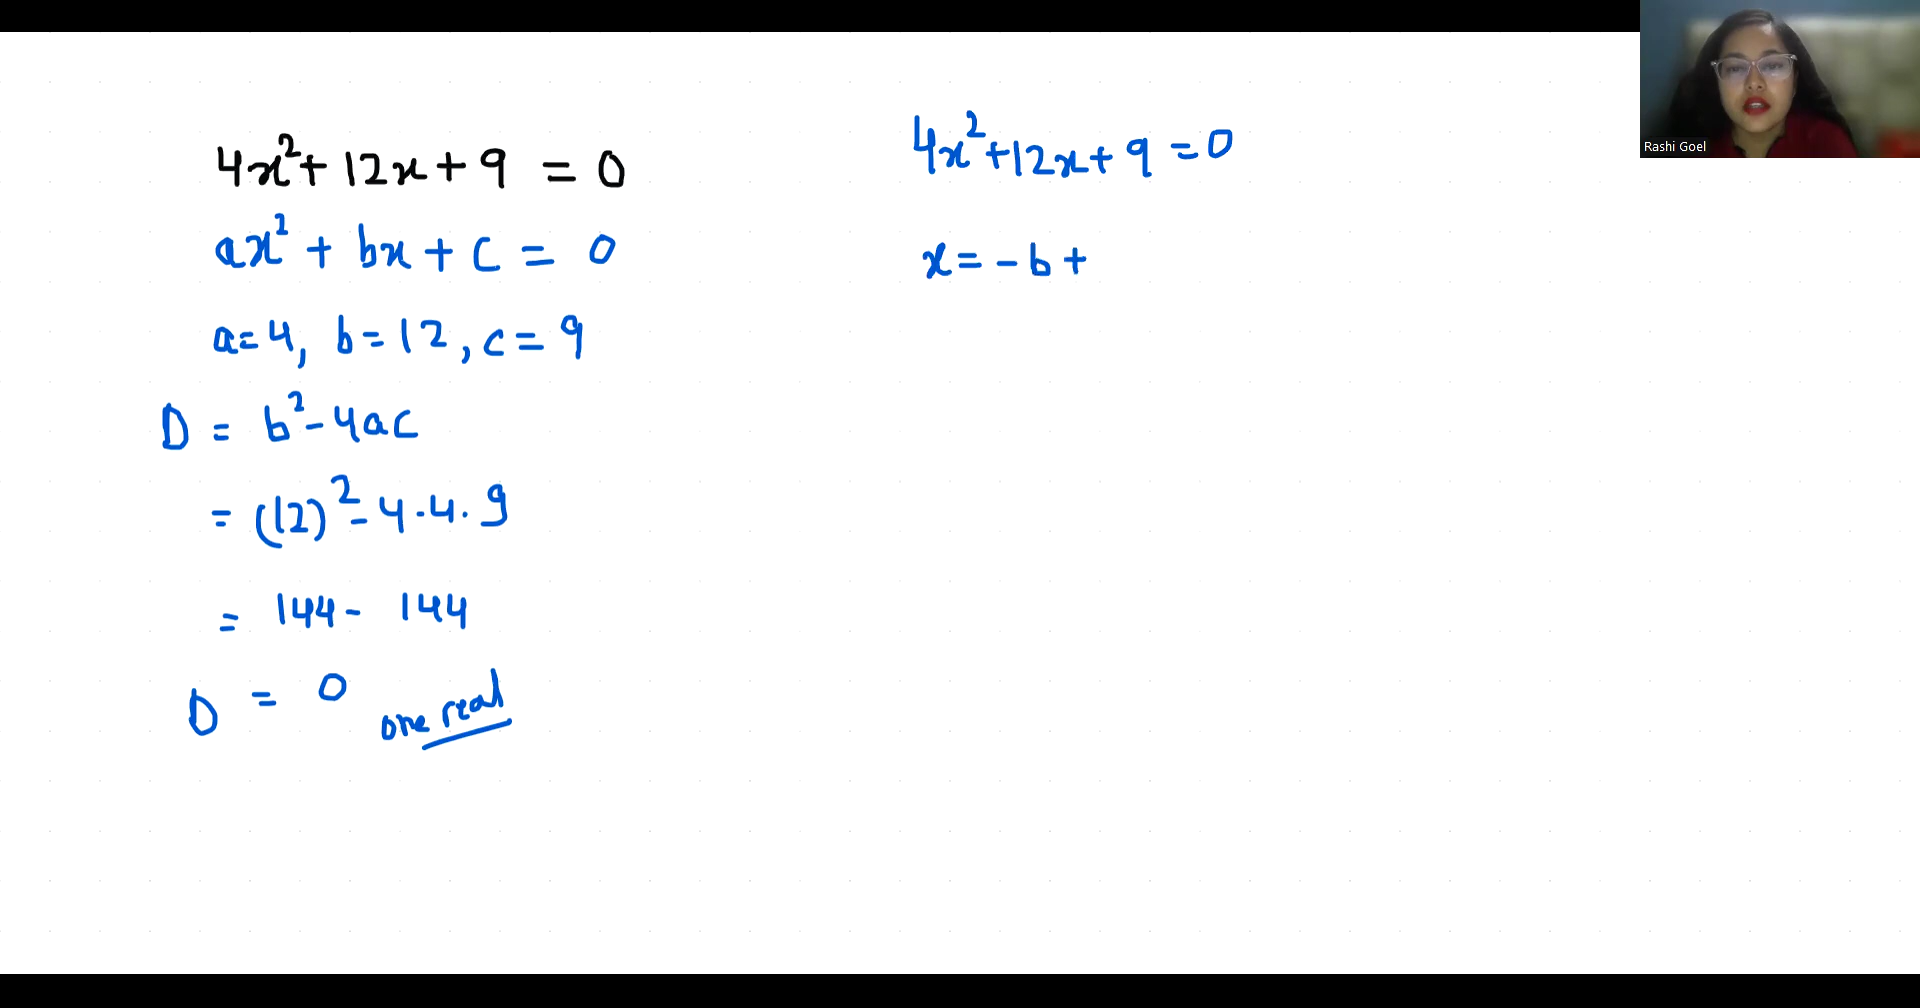 4x²+ 12x + 9 = 0
ax² + bx + c = 0
a=4, b=12, c=9
D = b²-4ac
= (12)²-4.4.9
= 144- 144
D = 0 one real
4x²+12x+9 =0
x=-b+
Rashi Goel